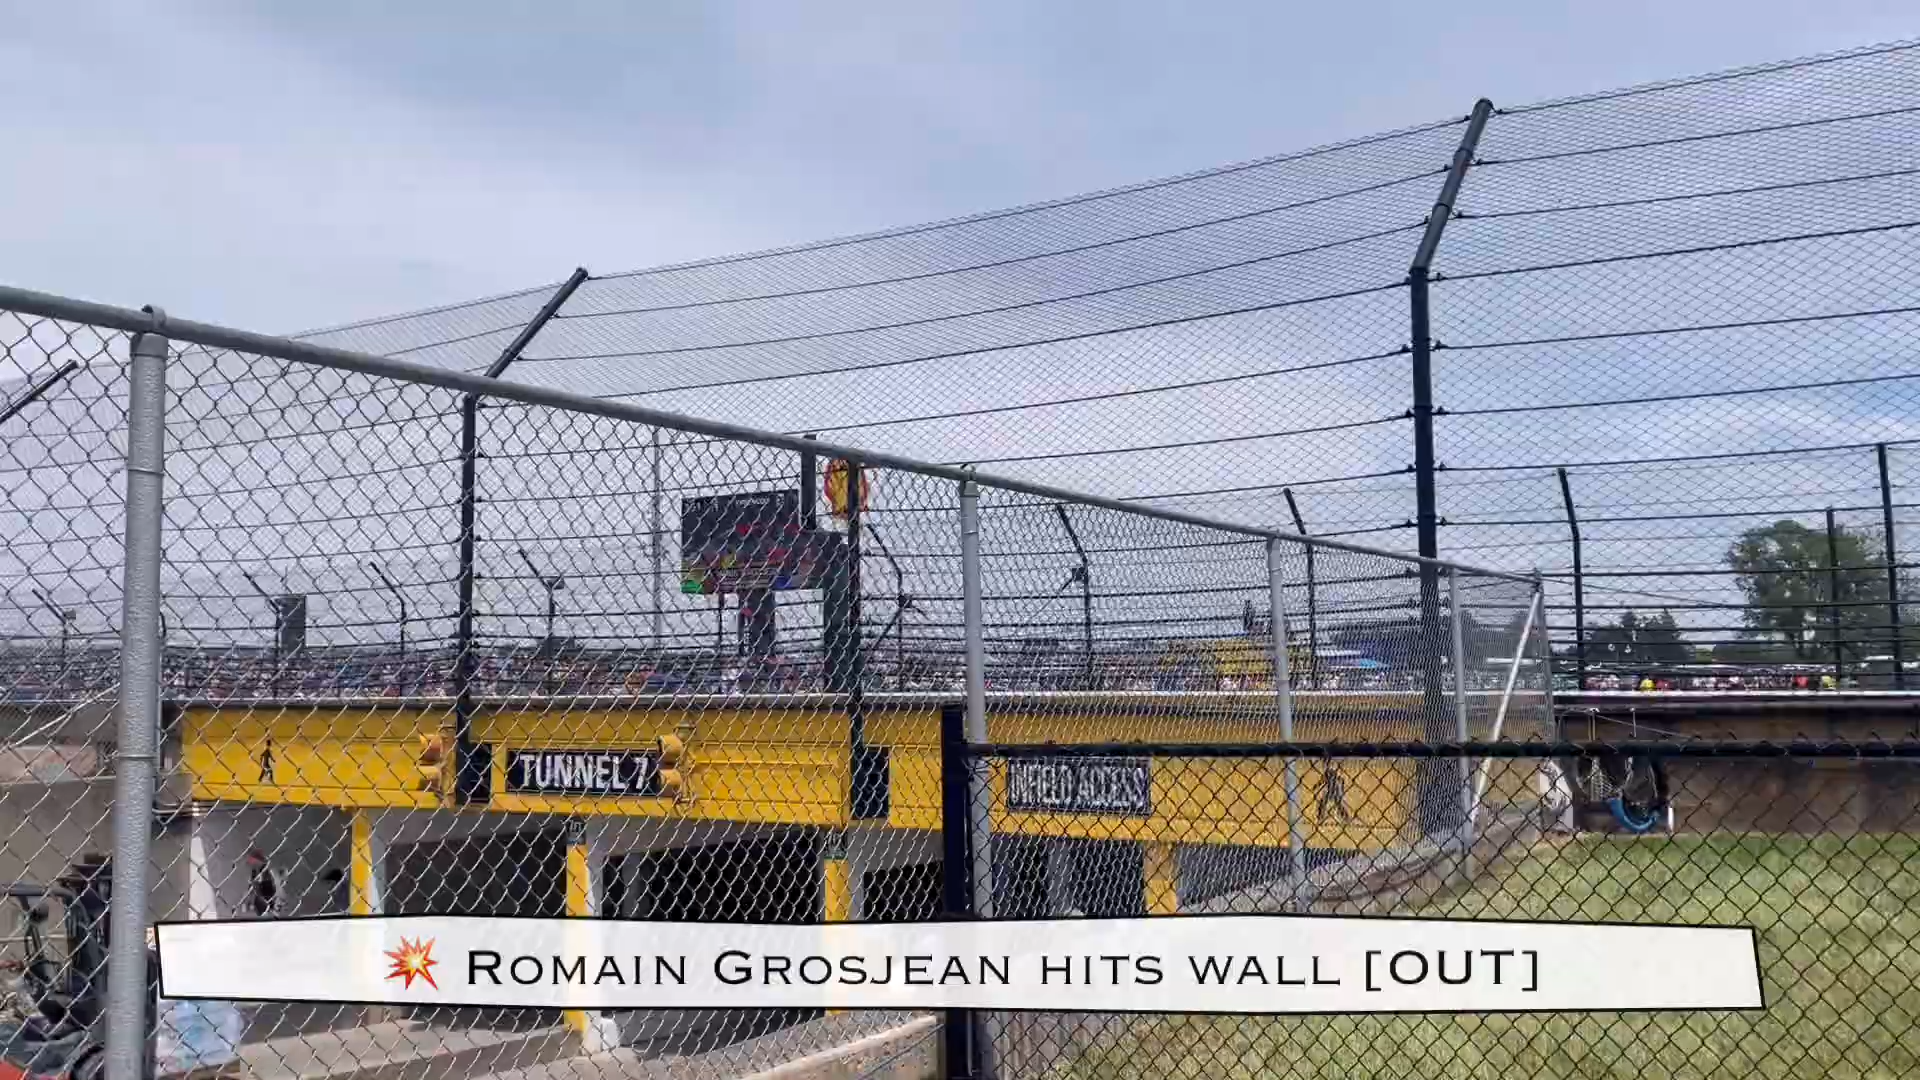 TUNNEL 7
INFIELD ACCESS
💥 ROMAIN GROSJEAN HITS WALL [OUT]